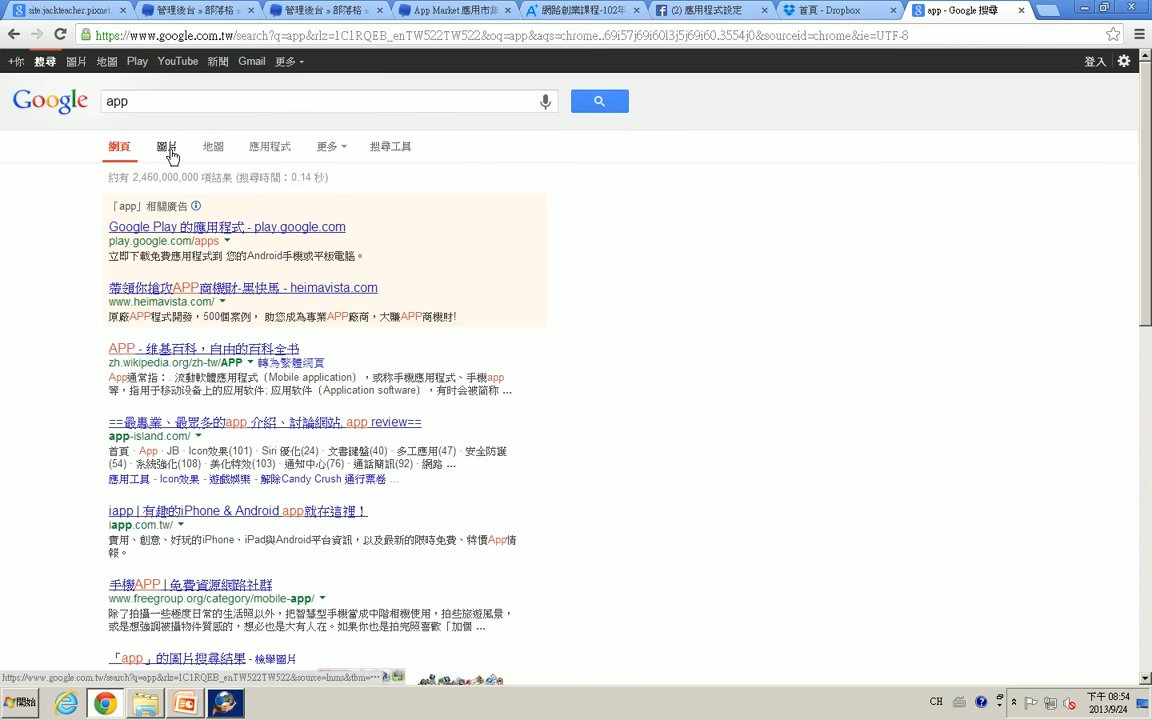 site:jackteacher.pixnet
管理後台 » 部落格
管理後台 » 部落格
App Market 應用市集
網路創業課程-102年
(2) 應用程式設定
首頁 - Dropbox
app - Google 搜尋
https://www.google.com.tw/search?q=app&rlz=1C1RQEB_enTW522TW522&oq=app&aqs=chrome..69i57j69i60l3j5j69i60.3554j0&sourceid=chrome&ie=UTF-8
+你 搜尋 圖片 地圖 Play YouTube 新聞 Gmail 更多
登入
Google
app
網頁 圖片 地圖 應用程式 更多 搜尋工具
約有 2,460,000,000 項結果 (搜尋時間：0.14 秒)
「app」相關廣告
Google Play 的應用程式 - play.google.com
play.google.com/apps
立即下載免費應用程式到 您的Android手機或平板電腦。
帶領你搶攻APP商機財-黑快馬 - heimavista.com
www.heimavista.com/
原廠APP程式開發，500個案例， 助您成為專業APP廠商，大賺APP商機財!
APP - 维基百科，自由的百科全书
zh.wikipedia.org/zh-tw/APP 轉為繁體網頁
App通常指：. 流動軟體應用程式（Mobile application），或称手機應用程式、手機app
等，指用于移动设备上的应用软件; 应用软件（Application software），有时会被简称 ...
==最專業、最眾多的app 介紹、討論網站, app review==
app-island.com/
首頁 · App · JB · Icon效果(101) · Siri 優化(24) · 文書鍵盤(40) · 多工應用(47) · 安全防護
(54) · 系統強化(108) · 美化特效(103) · 通知中心(76) · 通話簡訊(92) · 網路 ...
應用工具 - Icon效果 - 遊戲娛樂 - 解除Candy Crush 通行票卷 ...
iapp | 有趣的iPhone & Android app就在這裡！
iapp.com.tw/
實用、創意、好玩的iPhone、iPad與Android平台資訊，以及最新的限時免費、特價App情
報。
手機APP | 免費資源網路社群
www.freegroup.org/category/mobile-app/
除了拍攝一些極度日常的生活照以外，把智慧型手機當成中階相機使用，拍些旅遊風景，
或是想強調被攝物件質感的，想必也是大有人在。如果你也是拍完照喜歡「加個 ...
「app」的圖片搜尋結果 - 檢舉圖片
https://www.google.com.tw/search?q=app&rlz=1C1RQEB_enTW522TW522&source=lnms&tbm=...
開始
CH
下午 08:54
2013/9/24